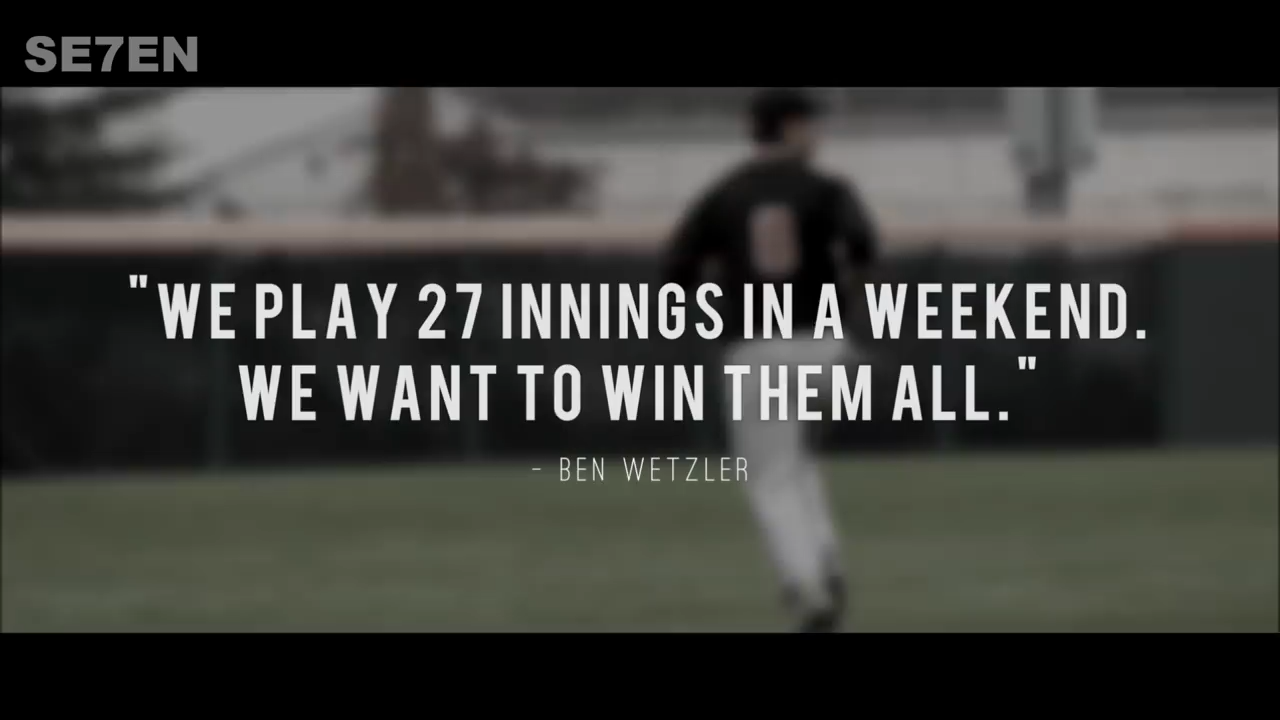 SE7EN
"WE PLAY 27 INNINGS IN A WEEKEND.
WE WANT TO WIN THEM ALL."
- BEN WETZLER